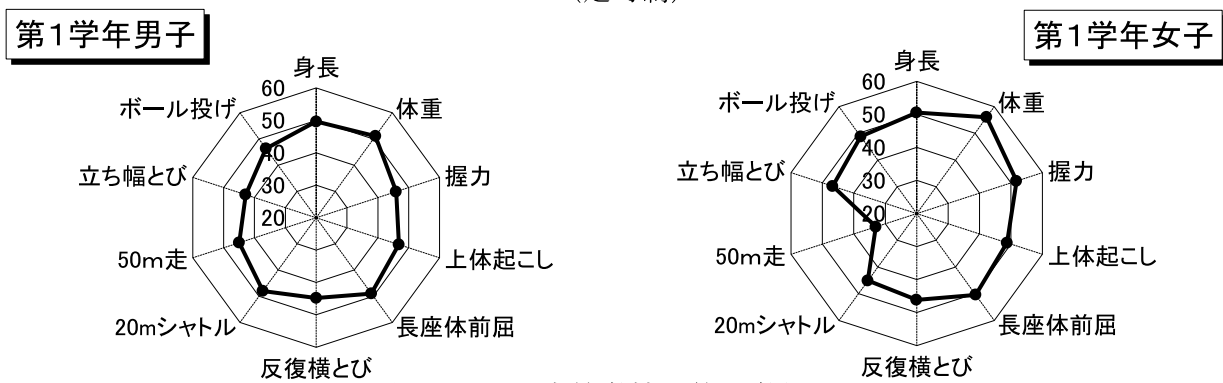 第1学年男子
身長
体重
握力
上体起こし
長座体前屈
反復横とび
20mシャトル
50m走
立ち幅とび
ボール投げ
60
50
40
30
20
第1学年女子
身長
体重
握力
上体起こし
長座体前屈
反復横とび
20mシャトル
50m走
立ち幅とび
ボール投げ
60
50
40
30
20